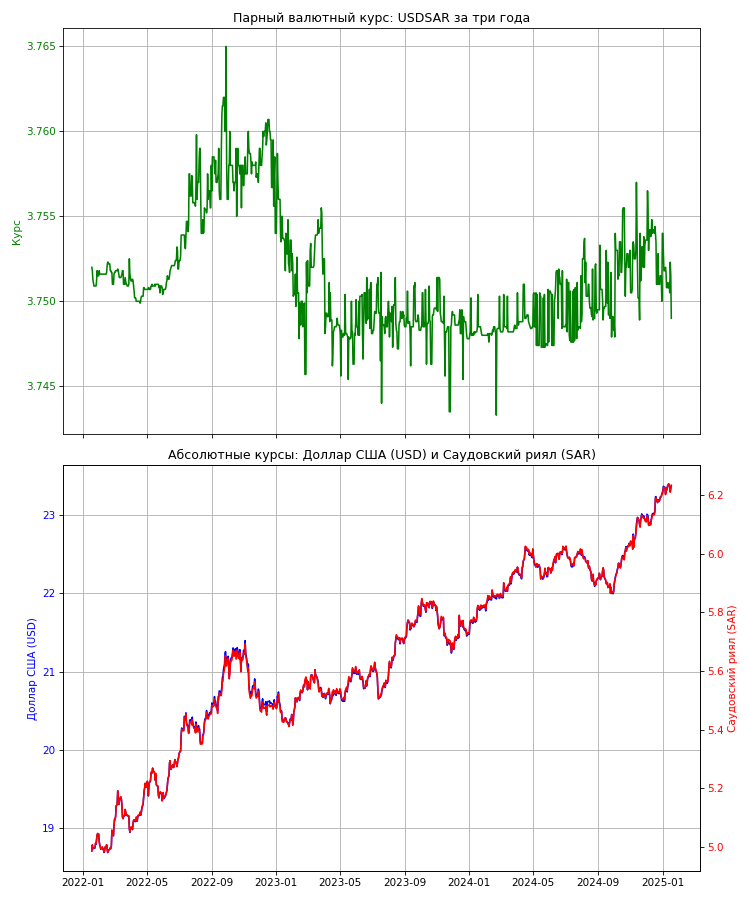 Парный валютный курс: USDSAR за три года
3.765
3.760
3.755
3.750
3.745
Курс
Абсолютные курсы: Доллар США (USD) и Саудовский риял (SAR)
23
22
21
20
19
Доллар США (USD)
6.2
6.0
5.8
5.6
5.4
5.2
5.0
Саудовский риял (SAR)
2022-01 2022-05 2022-09 2023-01 2023-05 2023-09 2024-01 2024-05 2024-09 2025-01